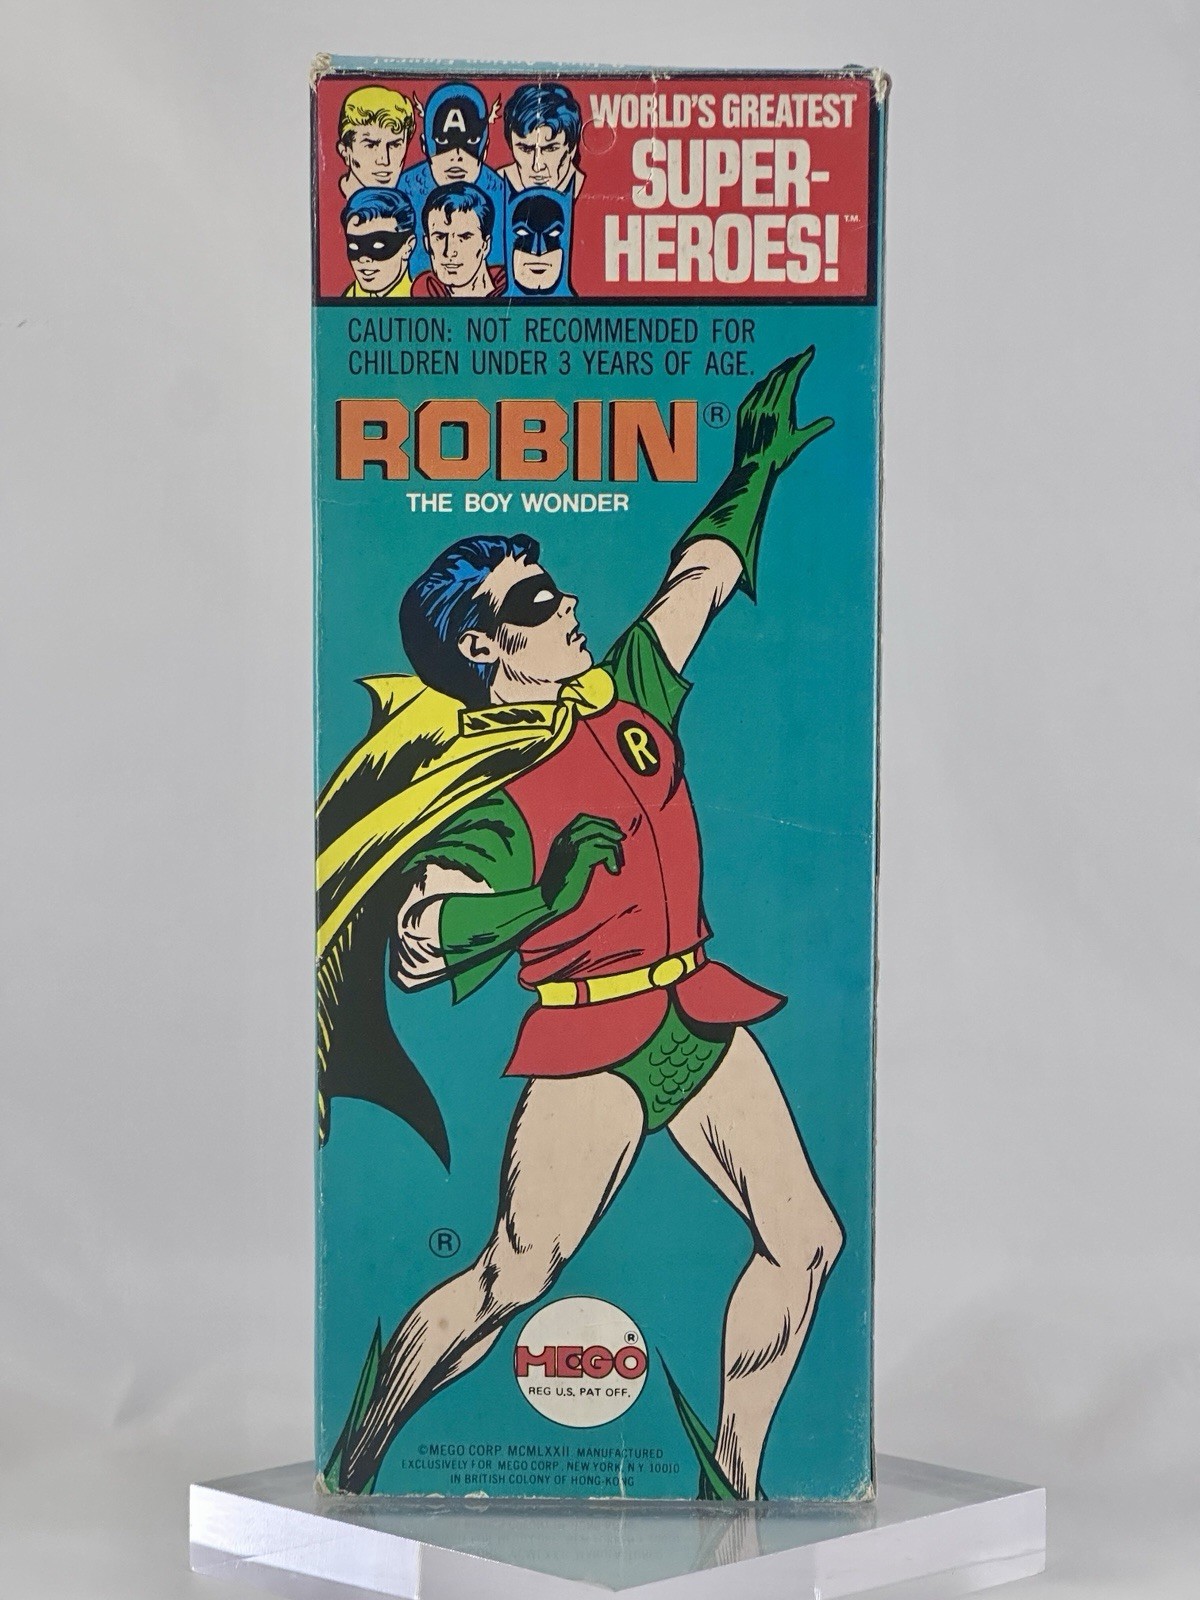 A
WORLD'S GREATEST
SUPER-
HEROES! T.M.
CAUTION: NOT RECOMMENDED FOR
CHILDREN UNDER 3 YEARS OF AGE.
ROBIN ®
THE BOY WONDER
R
®
®
MEGO
REG U.S. PAT OFF.
©MEGO CORP. MCMLXXII MANUFACTURED
EXCLUSIVELY FOR MEGO CORP., NEW YORK, N.Y. 10010
IN BRITISH COLONY OF HONG-KONG